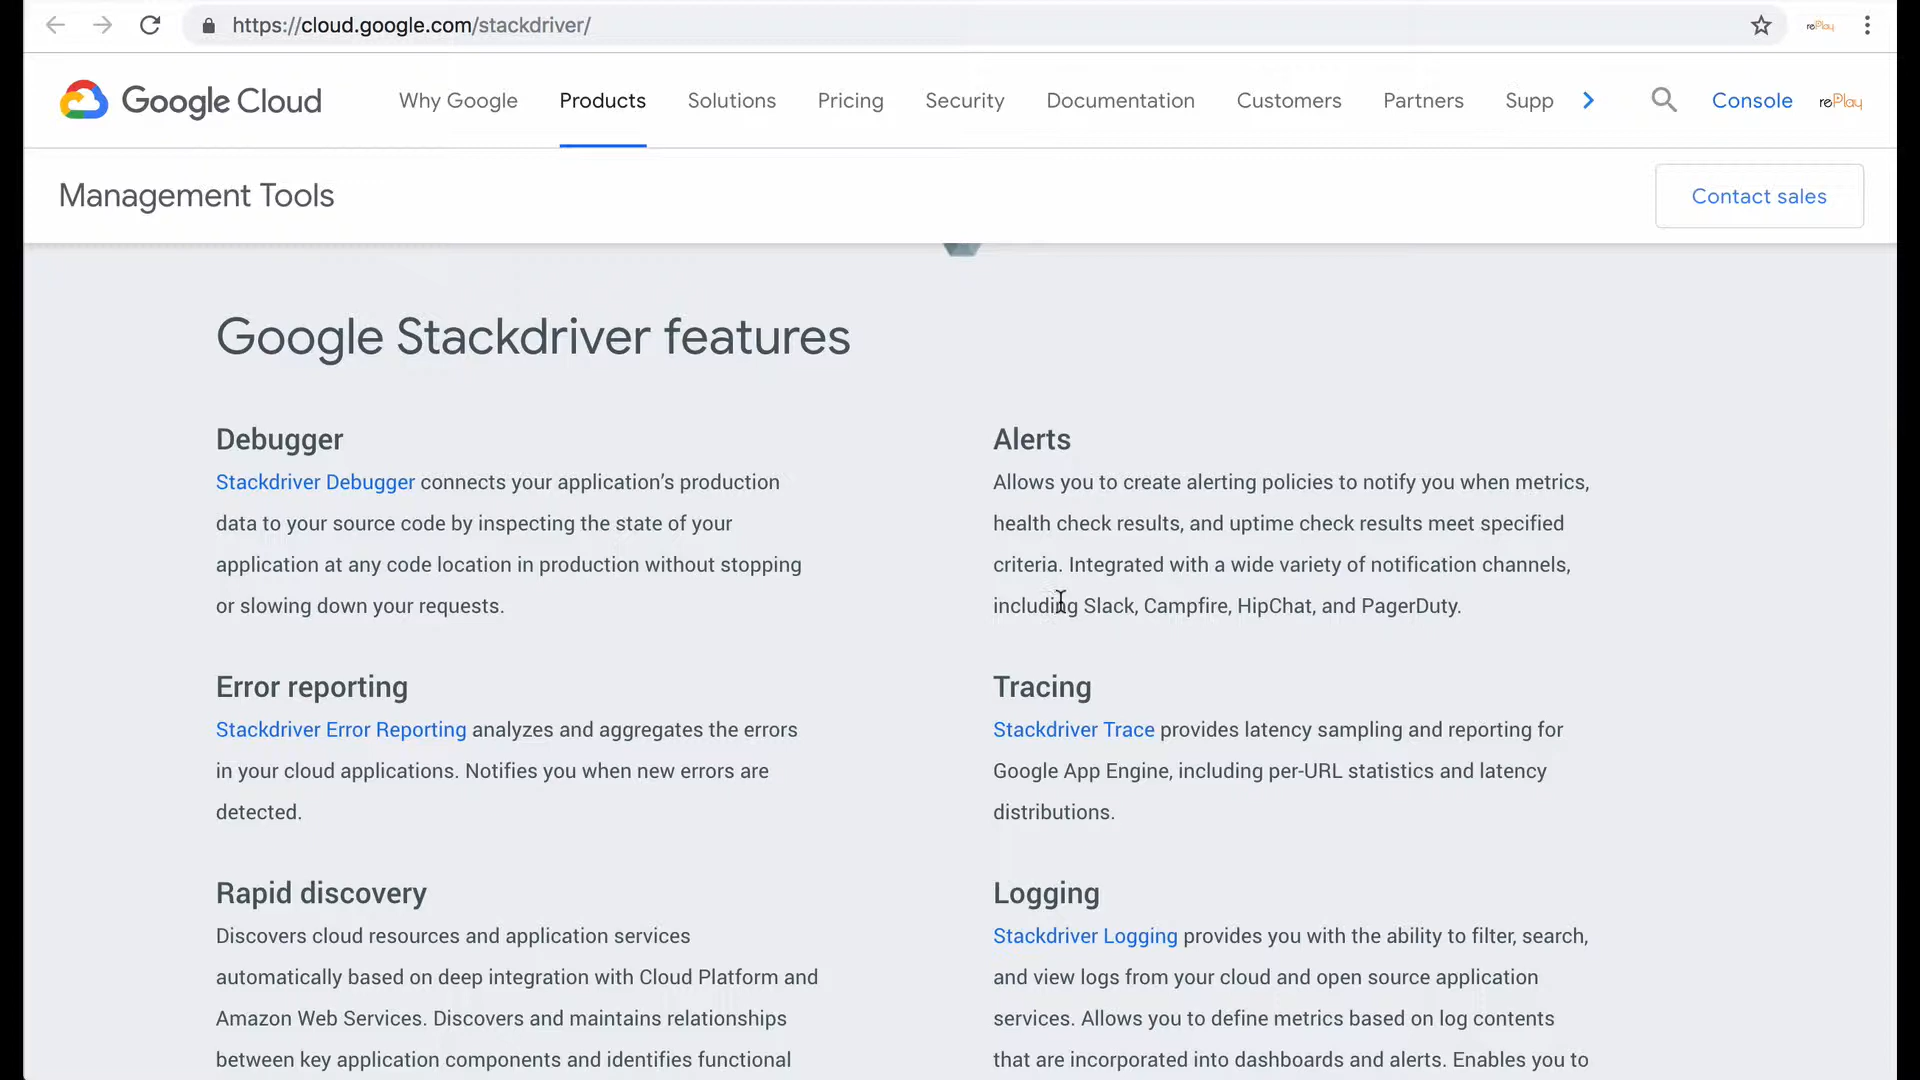 https://cloud.google.com/stackdriver/
rePlay
Google Cloud
Why Google
Products
Solutions
Pricing
Security
Documentation
Customers
Partners
Supp
Console
rePlay
Management Tools
Contact sales
Google Stackdriver features
Debugger
Stackdriver Debugger connects your application’s production
data to your source code by inspecting the state of your
application at any code location in production without stopping
or slowing down your requests.
Alerts
Allows you to create alerting policies to notify you when metrics,
health check results, and uptime check results meet specified
criteria. Integrated with a wide variety of notification channels,
including Slack, Campfire, HipChat, and PagerDuty.
Error reporting
Stackdriver Error Reporting analyzes and aggregates the errors
in your cloud applications. Notifies you when new errors are
detected.
Tracing
Stackdriver Trace provides latency sampling and reporting for
Google App Engine, including per-URL statistics and latency
distributions.
Rapid discovery
Discovers cloud resources and application services
automatically based on deep integration with Cloud Platform and
Amazon Web Services. Discovers and maintains relationships
between key application components and identifies functional
Logging
Stackdriver Logging provides you with the ability to filter, search,
and view logs from your cloud and open source application
services. Allows you to define metrics based on log contents
that are incorporated into dashboards and alerts. Enables you to